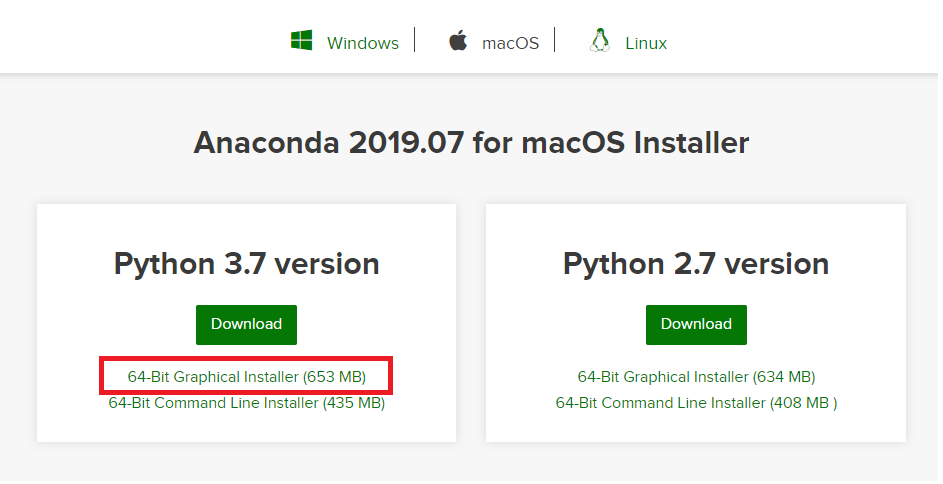 Windows
macOS
Linux
Anaconda 2019.07 for macOS Installer
Python 3.7 version
Download
64-Bit Graphical Installer (653 MB)
64-Bit Command Line Installer (435 MB)
Python 2.7 version
Download
64-Bit Graphical Installer (634 MB)
64-Bit Command Line Installer (408 MB )